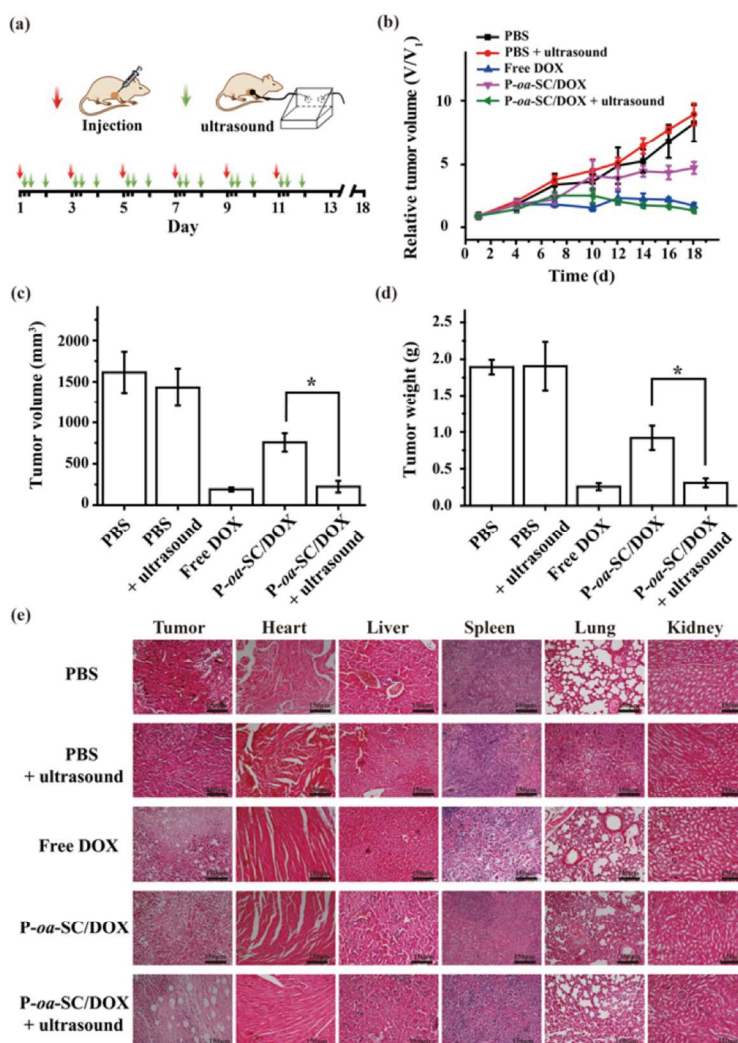 (a)
Injection
ultrasound
1 3 5 7 9 11 13 18
Day
(b)
PBS
PBS + ultrasound
Free DOX
P-oa-SC/DOX
P-oa-SC/DOX + ultrasound
Relative tumor volume (V/V₁)
10
5
0
0 2 4 6 8 10 12 14 16 18
Time (d)
(c)
Tumor volume (mm³)
2000
1500
1000
500
0
*
PBS
PBS
+ ultrasound
Free DOX
P-oa-SC/DOX
P-oa-SC/DOX
+ ultrasound
(d)
Tumor weight (g)
2.5
2.0
1.5
1.0
0.5
0.0
*
PBS
PBS
+ ultrasound
Free DOX
P-oa-SC/DOX
P-oa-SC/DOX
+ ultrasound
(e)
Tumor Heart Liver Spleen Lung Kidney
PBS
PBS
+ ultrasound
Free DOX
P-oa-SC/DOX
P-oa-SC/DOX
+ ultrasound